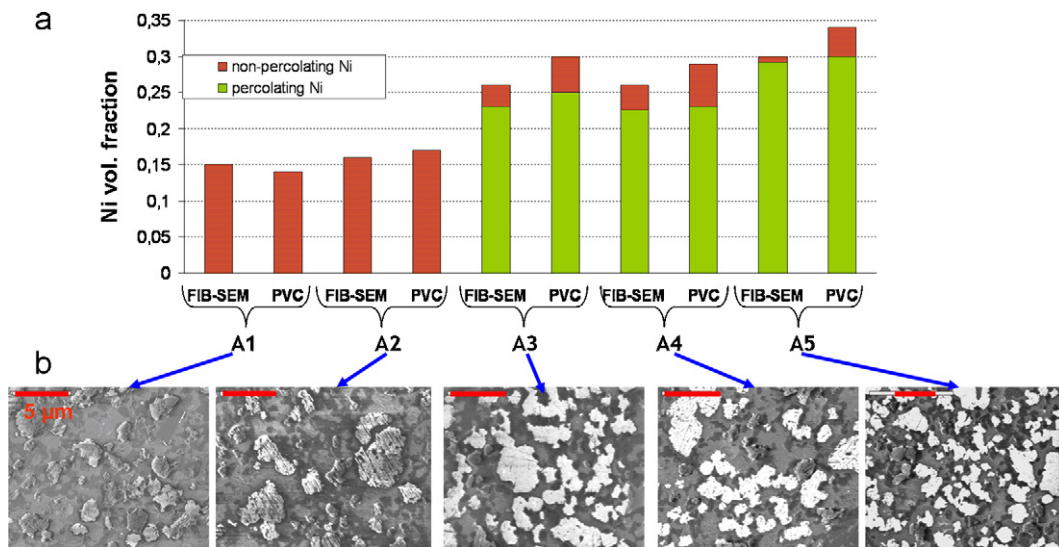 a
0,35
0,3
0,25
0,2
0,15
0,1
0,05
0
Ni vol. fraction
non-percolating Ni
percolating Ni
FIB-SEM PVC FIB-SEM PVC FIB-SEM PVC FIB-SEM PVC FIB-SEM PVC
A1 A2 A3 A4 A5
b
5 µm